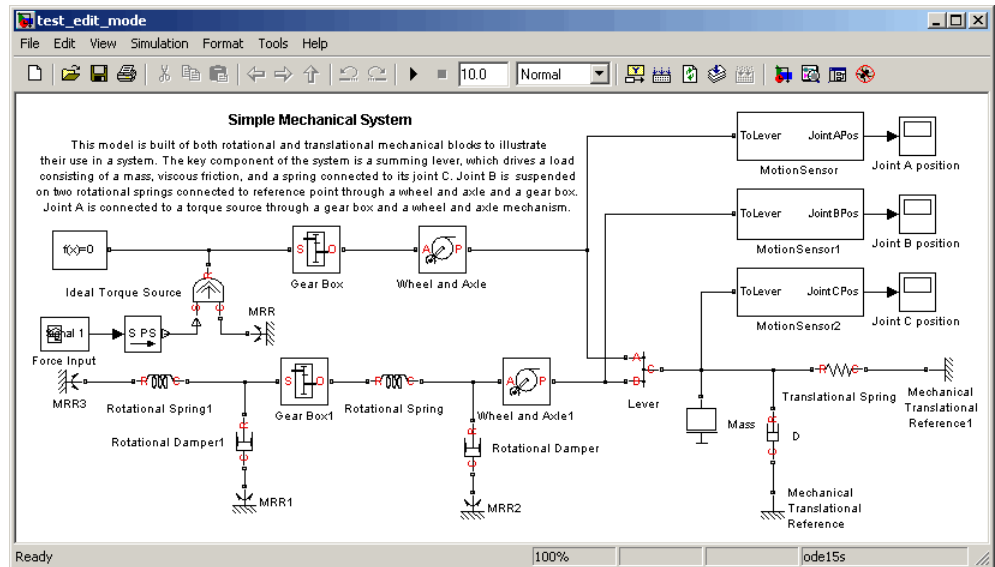 test_edit_mode
File Edit View Simulation Format Tools Help
10.0 Normal
Simple Mechanical System
This model is built of both rotational and translational mechanical blocks to illustrate
their use in a system. The key component of the system is a summing lever, which drives a load
consisting of a mass, viscous friction, and a spring connected to its joint C. Joint B is suspended
on two rotational springs connected to reference point through a wheel and axle and a gear box.
Joint A is connected to a torque source through a gear box and a wheel and axle mechanism.
ToLever JointAPos
MotionSensor
Joint A position
ToLever JointBPos
MotionSensor1
Joint B position
ToLever JointCPos
MotionSensor2
Joint C position
f(x)=0
S O
Gear Box
A P
Wheel and Axle
Ideal Torque Source
R
S C
MRR
Signal 1
S PS
Force Input
MRR3
R C
Rotational Spring1
S O
Gear Box1
R C
Rotational Spring
A P
Wheel and Axle1
A
B
C
Lever
Mass
R C
Translational Spring
Mechanical
Translational
Reference1
R
C
Rotational Damper1
MRR1
R
C
Rotational Damper
MRR2
R
C
D
Mechanical
Translational
Reference
Ready 100% ode15s